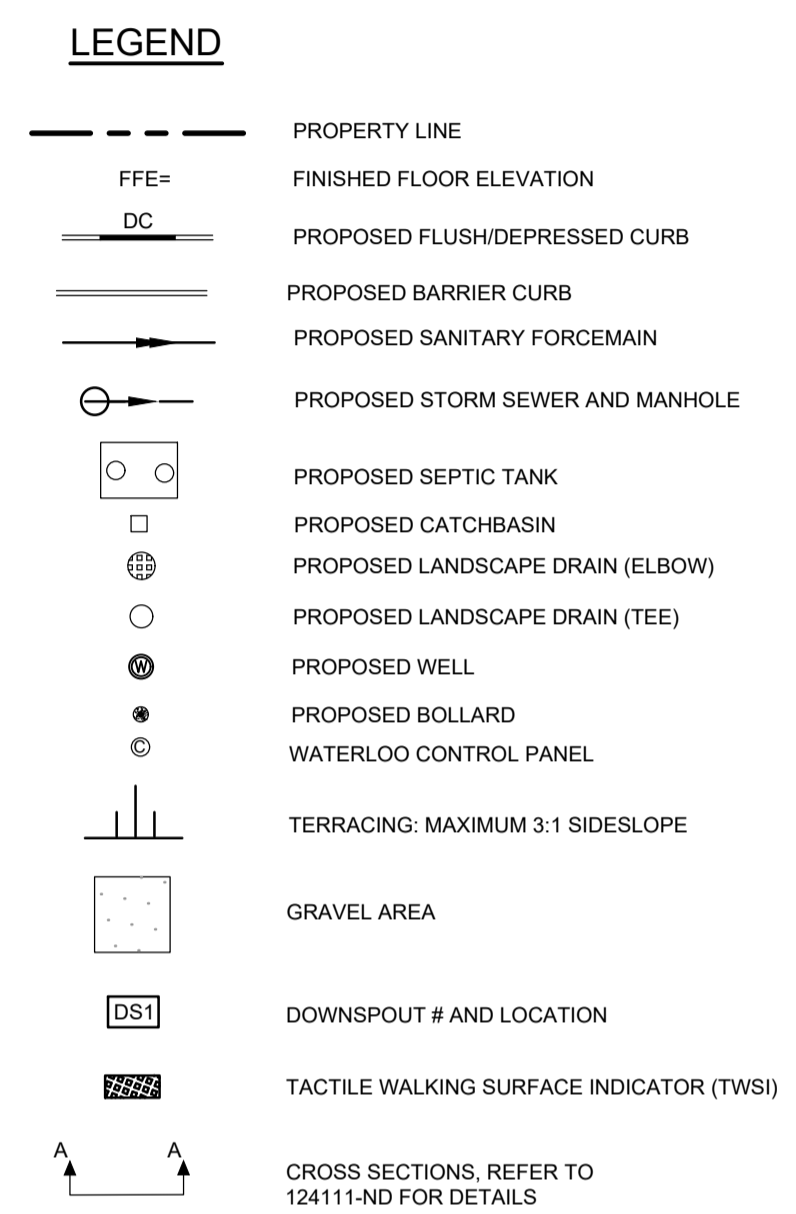 LEGEND
PROPERTY LINE
FFE= FINISHED FLOOR ELEVATION
DC PROPOSED FLUSH/DEPRESSED CURB
PROPOSED BARRIER CURB
PROPOSED SANITARY FORCEMAIN
PROPOSED STORM SEWER AND MANHOLE
PROPOSED SEPTIC TANK
PROPOSED CATCHBASIN
PROPOSED LANDSCAPE DRAIN (ELBOW)
PROPOSED LANDSCAPE DRAIN (TEE)
W PROPOSED WELL
PROPOSED BOLLARD
C WATERLOO CONTROL PANEL
TERRACING: MAXIMUM 3:1 SIDESLOPE
GRAVEL AREA
DS1 DOWNSPOUT # AND LOCATION
TACTILE WALKING SURFACE INDICATOR (TWSI)
A A
CROSS SECTIONS, REFER TO
124111-ND FOR DETAILS